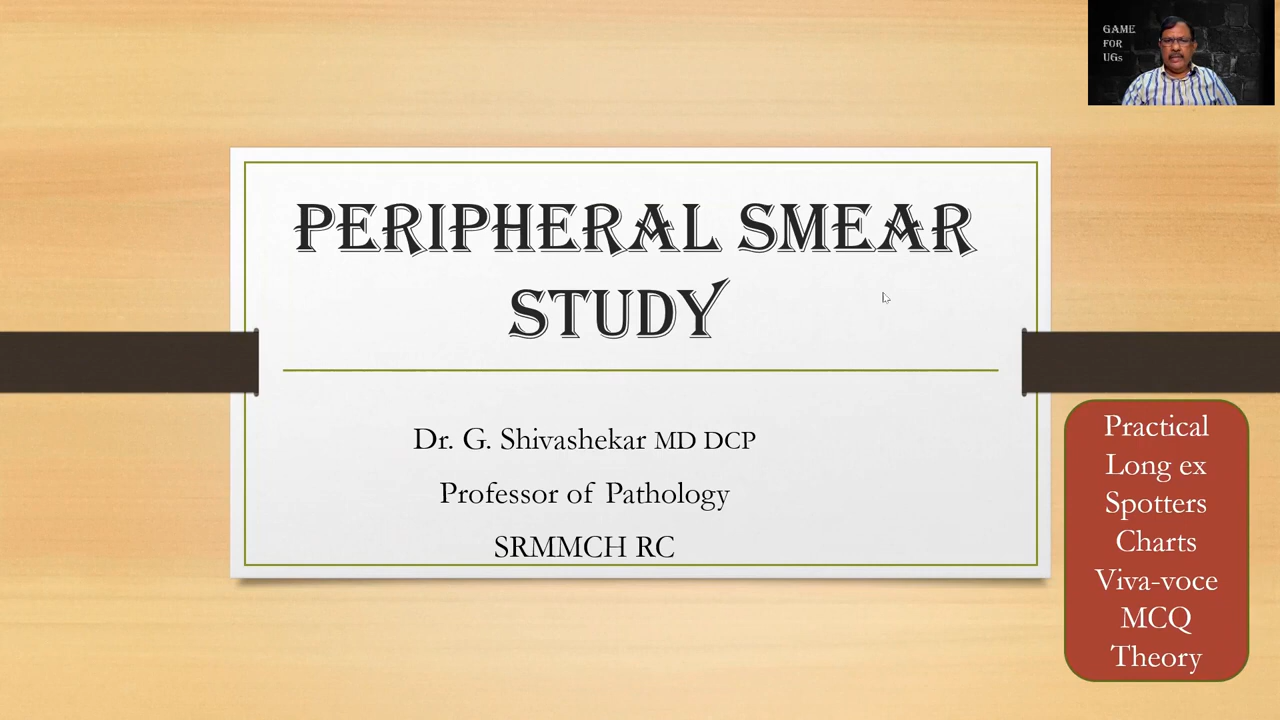 GAME
FOR
UGs
PERIPHERAL SMEAR
STUDY
Dr. G. Shivashekar MD DCP
Professor of Pathology
SRMMCH RC
Practical
Long ex
Spotters
Charts
Viva-voce
MCQ
Theory